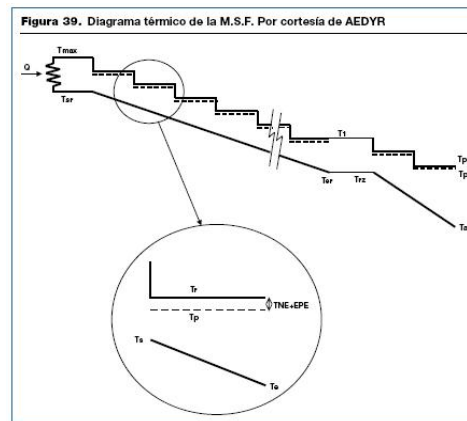 Figura 39. Diagrama térmico de la M.S.F. Por cortesía de AEDYR
Tmax
Q
Tsr
T1
Ter
Trz
Tp
Tp
Ta
Tr
TNE+EPE
Tp
Ts
Te